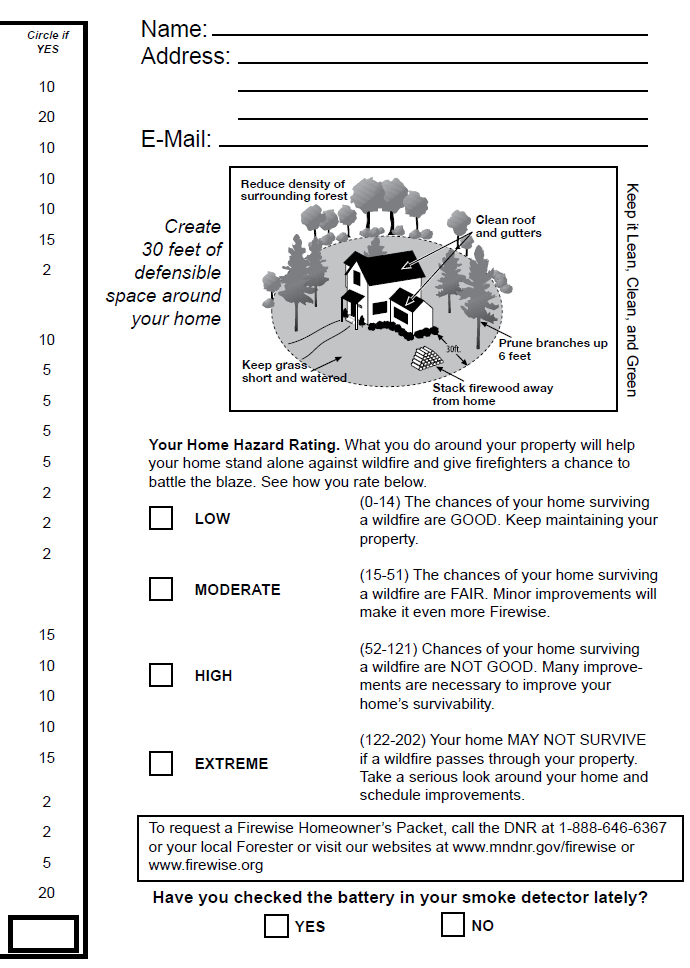 Circle if
YES
10
20
10
10
10
15
2
10
5
5
5
5
2
2
2
15
10
10
10
15
2
2
5
20
Name:
Address:
E-Mail:
Create
30 feet of
defensible
space around
your home
Reduce density of
surrounding forest
Clean roof
and gutters
Prune branches up
6 feet
30ft.
Keep grass
short and watered
Stack firewood away
from home
Keep it Lean, Clean, and Green
Your Home Hazard Rating. What you do around your property will help
your home stand alone against wildfire and give firefighters a chance to
battle the blaze. See how you rate below.
LOW
(0-14) The chances of your home surviving
a wildfire are GOOD. Keep maintaining your
property.
MODERATE
(15-51) The chances of your home surviving
a wildfire are FAIR. Minor improvements will
make it even more Firewise.
HIGH
(52-121) Chances of your home surviving
a wildfire are NOT GOOD. Many improve-
ments are necessary to improve your
home's survivability.
EXTREME
(122-202) Your home MAY NOT SURVIVE
if a wildfire passes through your property.
Take a serious look around your home and
schedule improvements.
To request a Firewise Homeowner's Packet, call the DNR at 1-888-646-6367
or your local Forester or visit our websites at www.mndnr.gov/firewise or
www.firewise.org
Have you checked the battery in your smoke detector lately?
YES NO